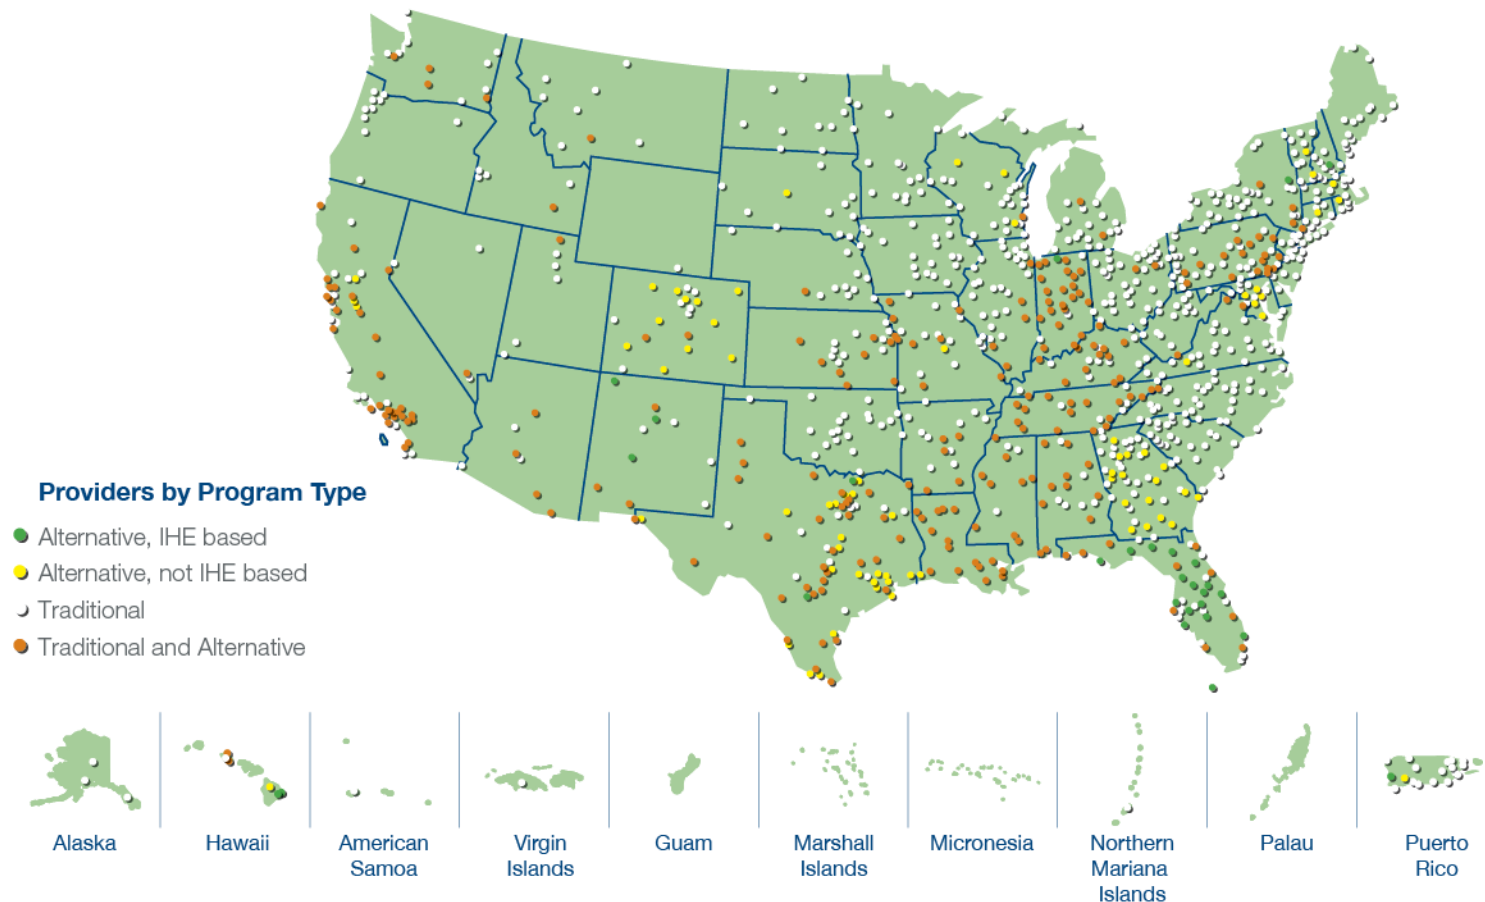 Providers by Program Type
Alternative, IHE based
Alternative, not IHE based
Traditional
Traditional and Alternative
Alaska
Hawaii
American
Samoa
Virgin
Islands
Guam
Marshall
Islands
Micronesia
Northern
Mariana
Islands
Palau
Puerto
Rico